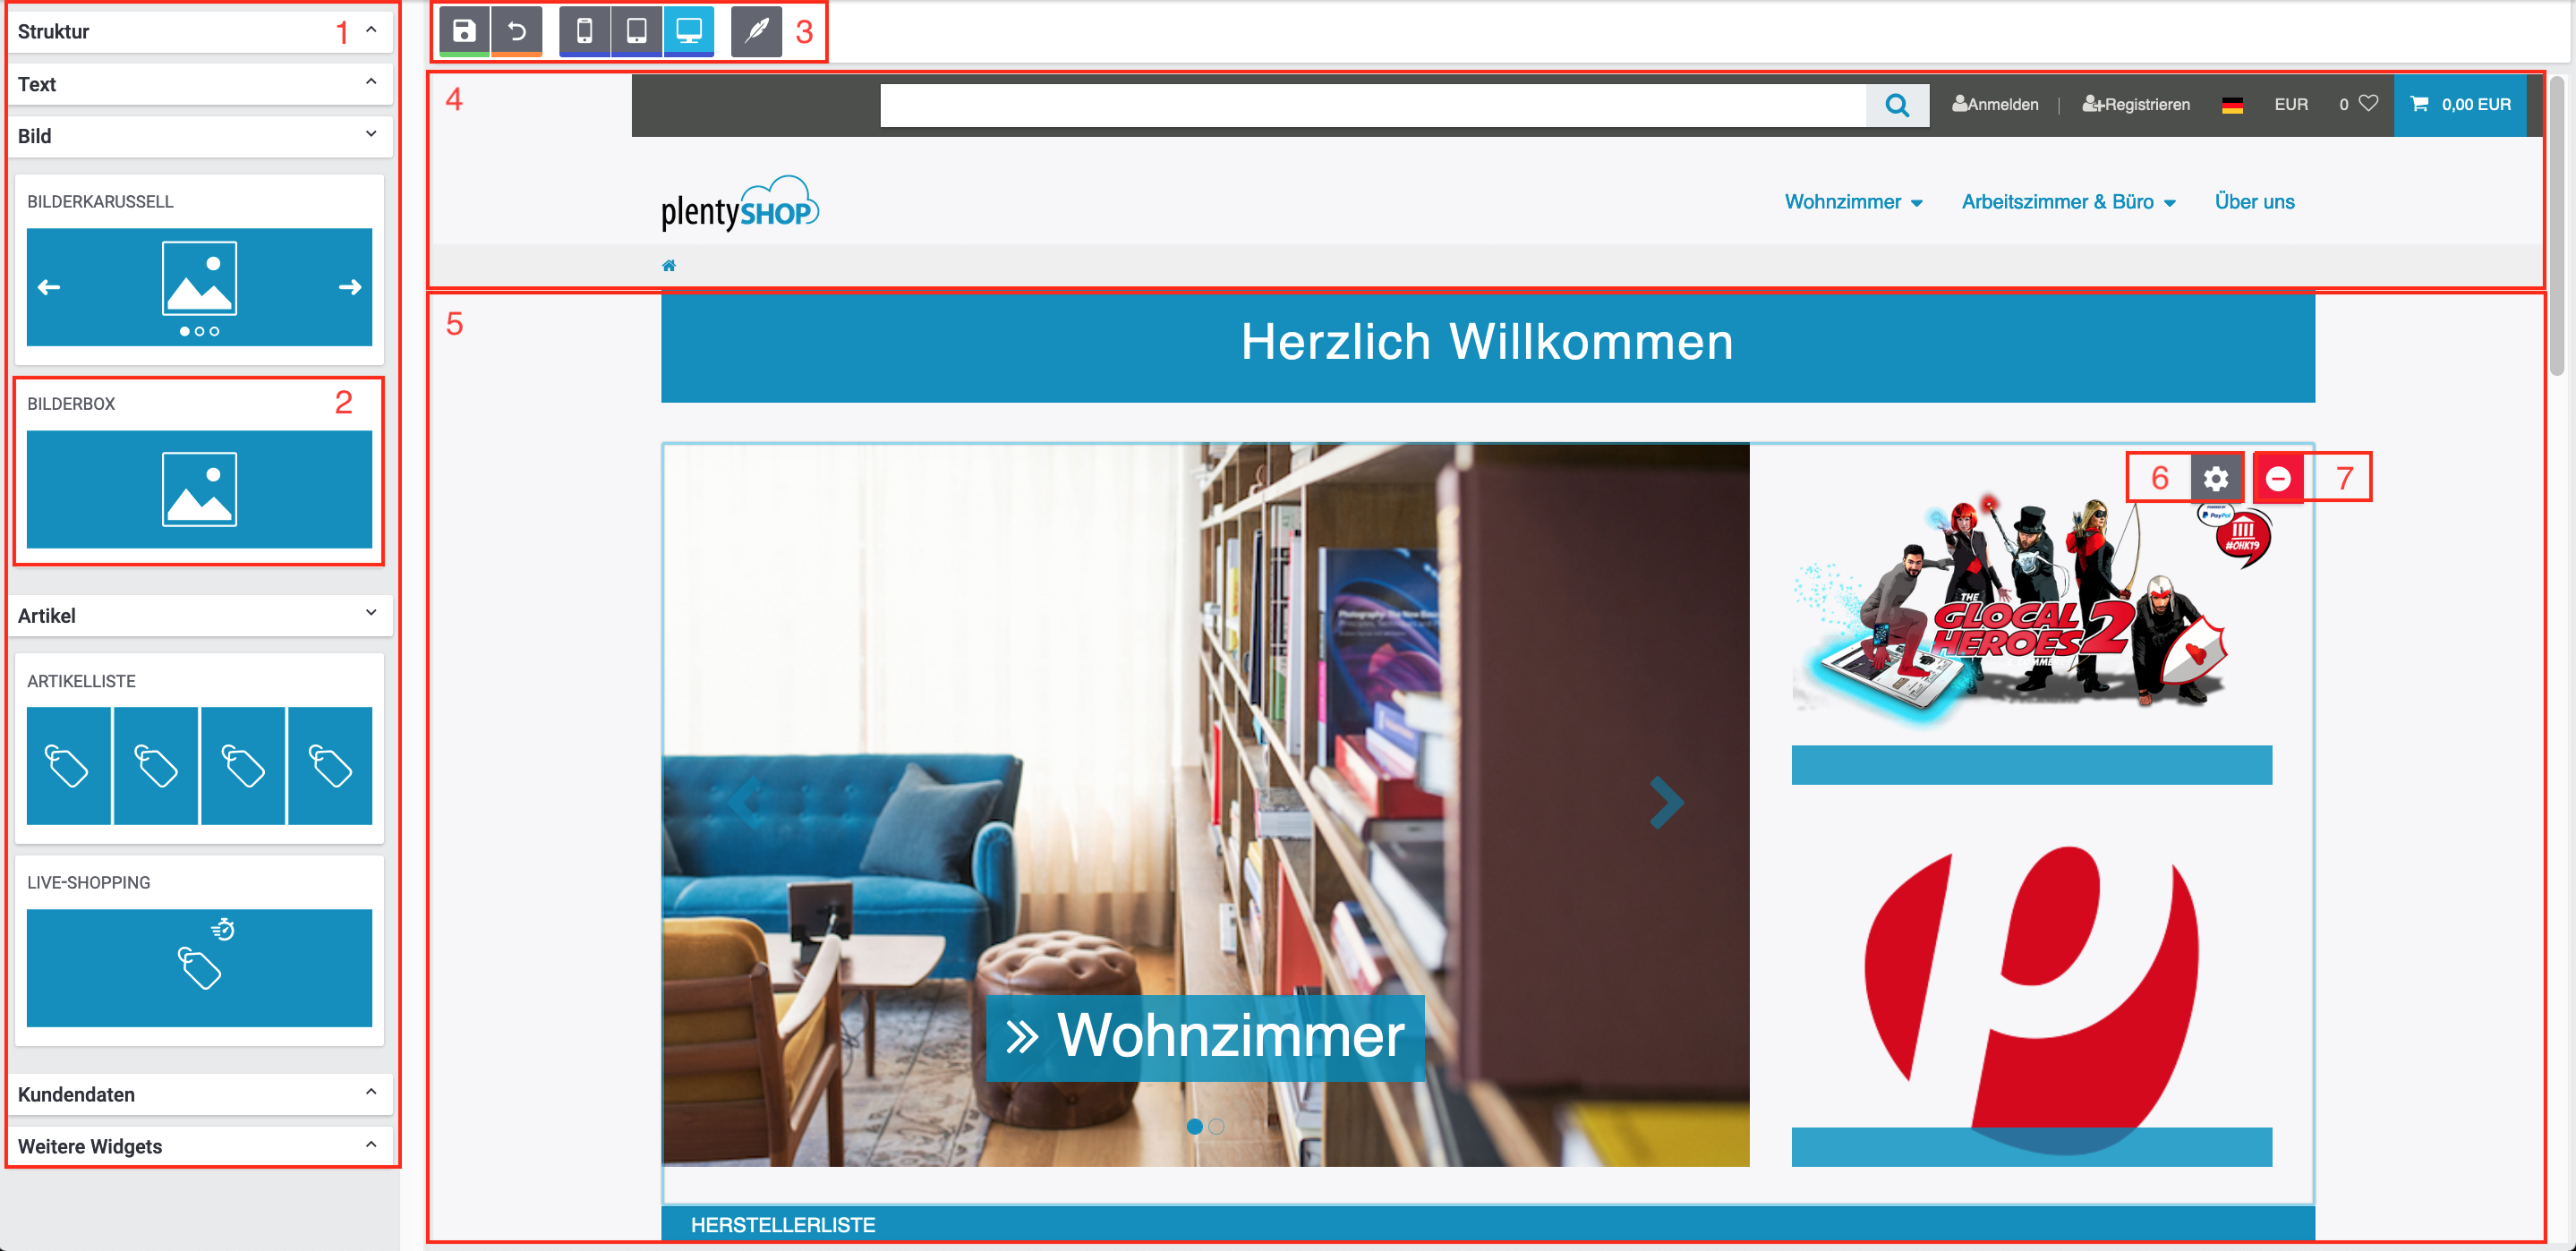 Struktur 1
Text
Bild
BILDERKARUSSELL
BILDERBOX 2
Artikel
ARTIKELLISTE
LIVE-SHOPPING
Kundendaten
Weitere Widgets
3
4
Anmelden | Registrieren EUR 0 0,00 EUR
plentySHOP
Wohnzimmer Arbeitszimmer & Büro Über uns
5
Herzlich Willkommen
6 7
PayPal
#OHK19
THE
GLOCAL
HEROES 2
» Wohnzimmer
HERSTELLERLISTE